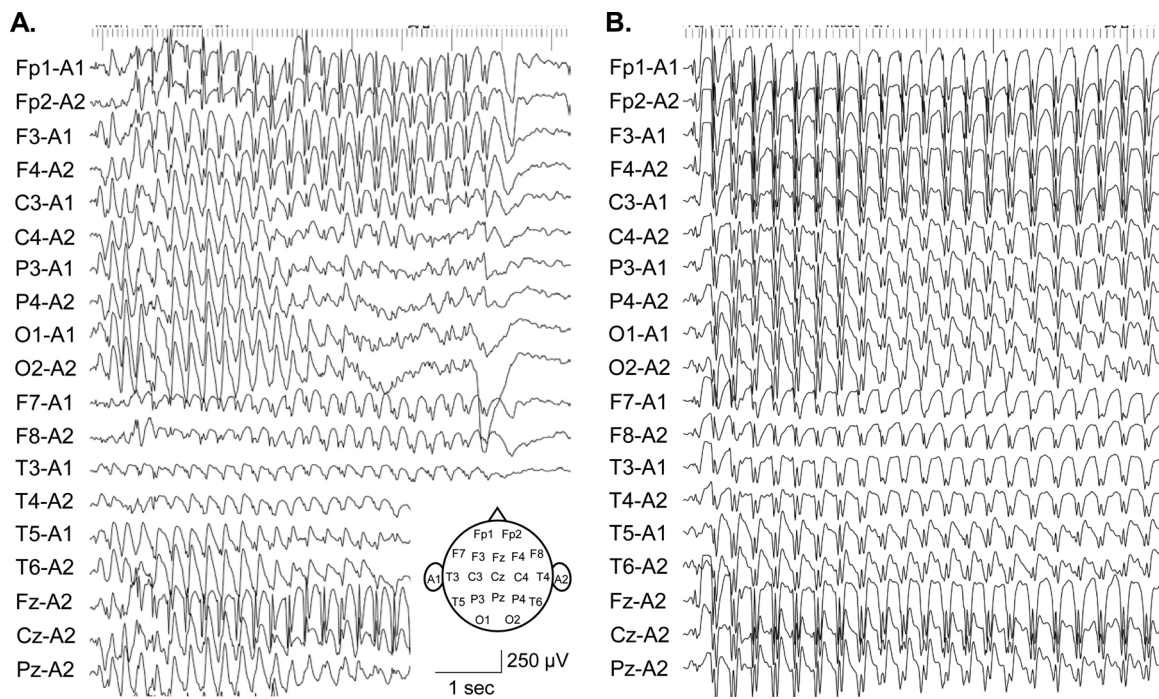 A.
Fp1-A1
Fp2-A2
F3-A1
F4-A2
C3-A1
C4-A2
P3-A1
P4-A2
O1-A1
O2-A2
F7-A1
F8-A2
T3-A1
T4-A2
T5-A1
T6-A2
Fz-A2
Cz-A2
Pz-A2
Fp1 Fp2
F7 F3 Fz F4 F8
A1 T3 C3 Cz C4 T4 A2
T5 P3 Pz P4 T6
O1 O2
250 µV
1 sec
B.
Fp1-A1
Fp2-A2
F3-A1
F4-A2
C3-A1
C4-A2
P3-A1
P4-A2
O1-A1
O2-A2
F7-A1
F8-A2
T3-A1
T4-A2
T5-A1
T6-A2
Fz-A2
Cz-A2
Pz-A2